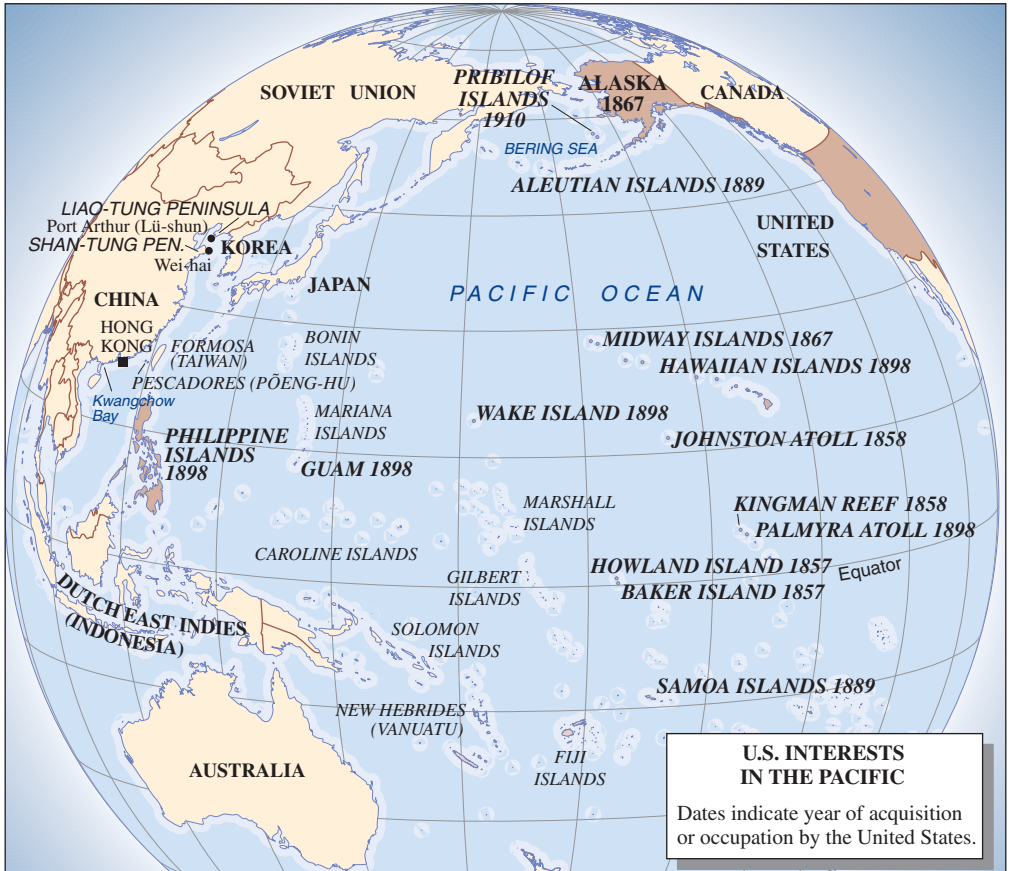 SOVIET UNION
PRIBILOF
ISLANDS
1910
ALASKA
1867
CANADA
BERING SEA
ALEUTIAN ISLANDS 1889
LIAO-TUNG PENINSULA
Port Arthur (Lü-shun)
SHAN-TUNG PEN.
KOREA
Wei-hai
UNITED
STATES
JAPAN
PACIFIC OCEAN
CHINA
HONG
KONG
FORMOSA
(TAIWAN)
BONIN
ISLANDS
MIDWAY ISLANDS 1867
HAWAIIAN ISLANDS 1898
PESCADORES (PÕENG-HU)
Kwangchow
Bay
MARIANA
ISLANDS
WAKE ISLAND 1898
JOHNSTON ATOLL 1858
PHILIPPINE
ISLANDS
1898
GUAM 1898
MARSHALL
ISLANDS
KINGMAN REEF 1858
PALMYRA ATOLL 1898
CAROLINE ISLANDS
GILBERT
ISLANDS
HOWLAND ISLAND 1857
BAKER ISLAND 1857
Equator
DUTCH EAST INDIES
(INDONESIA)
SOLOMON
ISLANDS
SAMOA ISLANDS 1889
NEW HEBRIDES
(VANUATU)
FIJI
ISLANDS
AUSTRALIA
U.S. INTERESTS
IN THE PACIFIC
Dates indicate year of acquisition
or occupation by the United States.